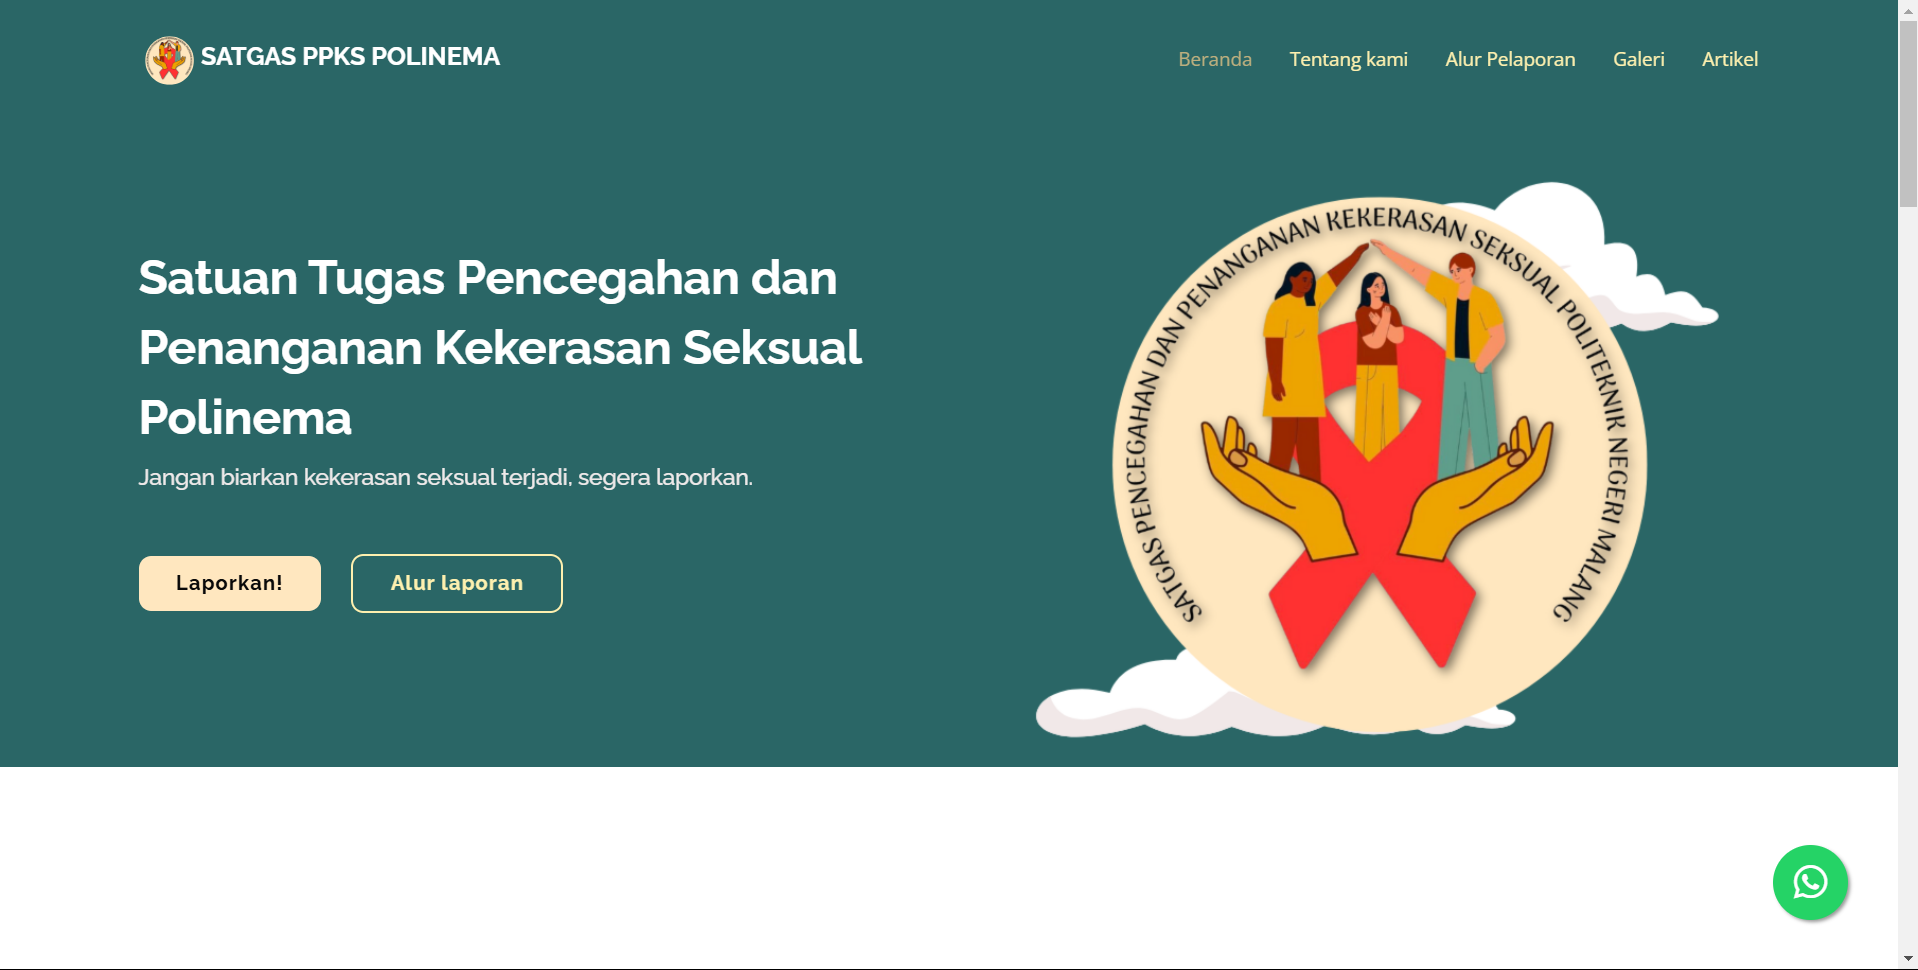 SATGAS PPKS POLINEMA
Beranda
Tentang kami
Alur Pelaporan
Galeri
Artikel
Satuan Tugas Pencegahan dan
Penanganan Kekerasan Seksual
Polinema
Jangan biarkan kekerasan seksual terjadi, segera laporkan.
Laporkan!
Alur laporan
SATGAS PENCEGAHAN DAN PENANGANAN KEKERASAN SEKSUAL POLITEKNIK NEGERI MALANG